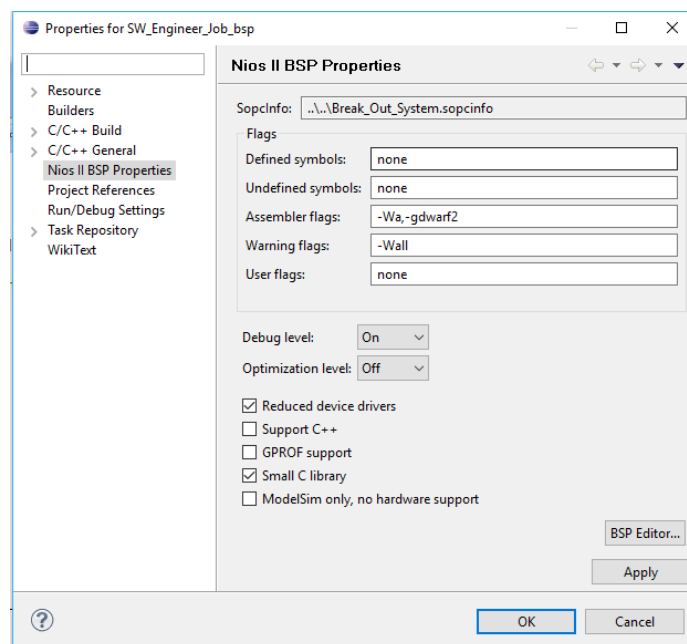 Properties for SW_Engineer_Job_bsp
Nios II BSP Properties
Resource
Builders
C/C++ Build
C/C++ General
Nios II BSP Properties
Project References
Run/Debug Settings
Task Repository
WikiText
SopcInfo: ..\..\Break_Out_System.sopcinfo
Flags
Defined symbols: none
Undefined symbols: none
Assembler flags: -Wa,-gdwarf2
Warning flags: -Wall
User flags: none
Debug level: On
Optimization level: Off
Reduced device drivers
Support C++
GPROF support
Small C library
ModelSim only, no hardware support
BSP Editor...
Apply
?
OK
Cancel